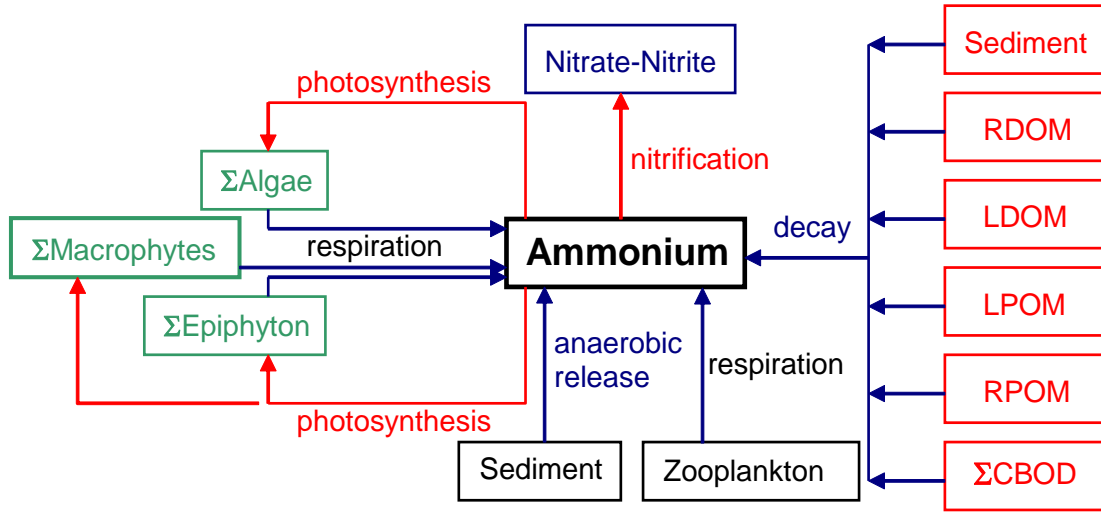 Sediment
Nitrate-Nitrite
photosynthesis
RDOM
nitrification
ΣAlgae
LDOM
decay
respiration
ΣMacrophytes
Ammonium
LPOM
ΣEpiphyton
anaerobic
release
respiration
RPOM
photosynthesis
Sediment
Zooplankton
ΣCBOD